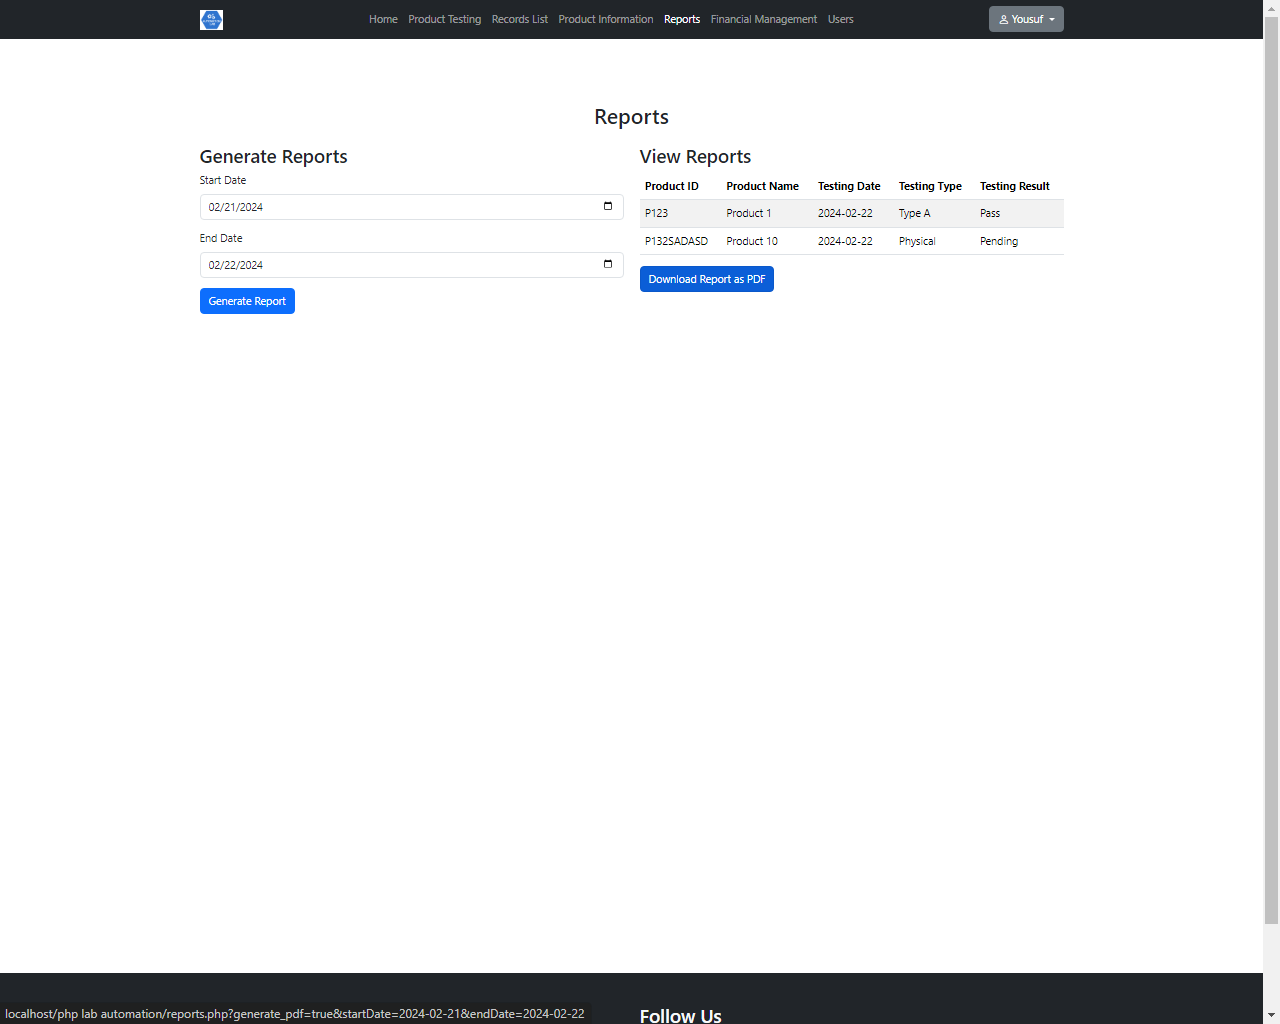 Home Product Testing Records List Product Information Reports Financial Management Users Yousuf
Reports
Generate Reports
Start Date
02/21/2024
End Date
02/22/2024
Generate Report
View Reports
Product ID Product Name Testing Date Testing Type Testing Result
P123 Product 1 2024-02-22 Type A Pass
P132SADASD Product 10 2024-02-22 Physical Pending
Download Report as PDF
Follow Us
localhost/php lab automation/reports.php?generate_pdf=true&startDate=2024-02-21&endDate=2024-02-22